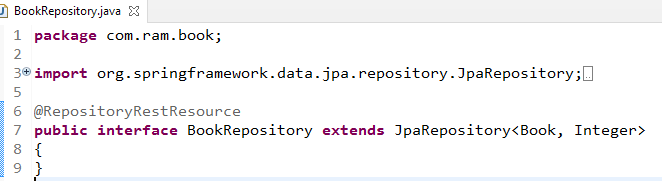 BookRepository.java
1 package com.ram.book;
2
3 import org.springframework.data.jpa.repository.JpaRepository;
5
6 @RepositoryRestResource
7 public interface BookRepository extends JpaRepository<Book, Integer>
8 {
9 }